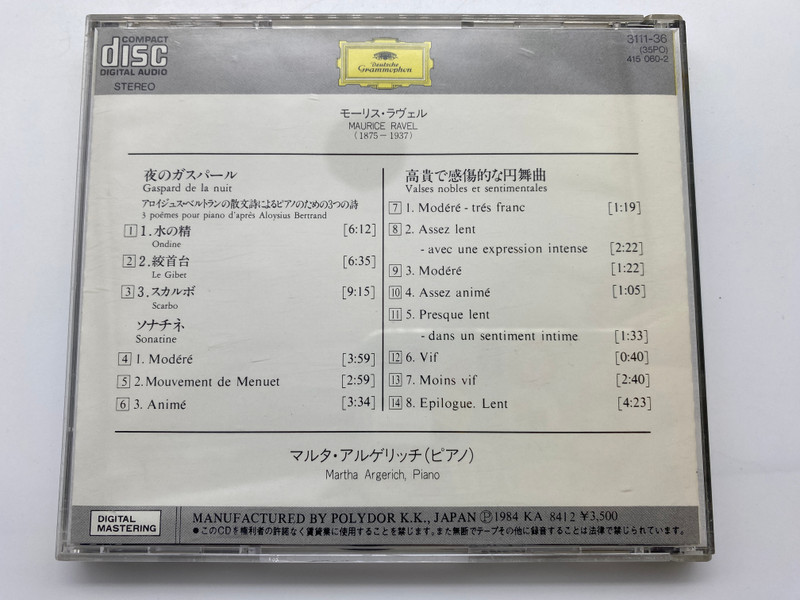 COMPACT
disc
DIGITAL AUDIO
STEREO
Deutsche
Grammophon
3111-36
(35PO)
415 060-2
モーリス・ラヴェル
MAURICE RAVEL
(1875－1937)
夜のガスパール
Gaspard de la nuit
アロイジュス・ベルトランの散文詩によるピアノのための3つの詩
3 poémes pour piano d'aprés Aloysius Bertrand
1 1. 水の精 [6:12]
Ondine
2 2. 絞首台 [6:35]
Le Gibet
3 3. スカルボ [9:15]
Scarbo
ソナチネ
Sonatine
4 1. Modéré [3:59]
5 2. Mouvement de Menuet [2:59]
6 3. Animé [3:34]
高貴で感傷的な円舞曲
Valses nobles et sentimentales
7 1. Modéré - trés franc [1:19]
8 2. Assez lent
- avec une expression intense [2:22]
9 3. Modéré [1:22]
10 4. Assez animé [1:05]
11 5. Presque lent
- dans un sentiment intime [1:33]
12 6. Vif [0:40]
13 7. Moins vif [2:40]
14 8. Epilogue. Lent [4:23]
マルタ・アルゲリッチ(ピアノ)
Martha Argerich, Piano
DIGITAL
MASTERING
MANUFACTURED BY POLYDOR K.K., JAPAN Ⓟ1984 KA 8412 ¥3,500
●このCDを権利者の許諾なく賃貸業に使用することを禁じます。また無断でテープその他に録音することは法律で禁じられています。